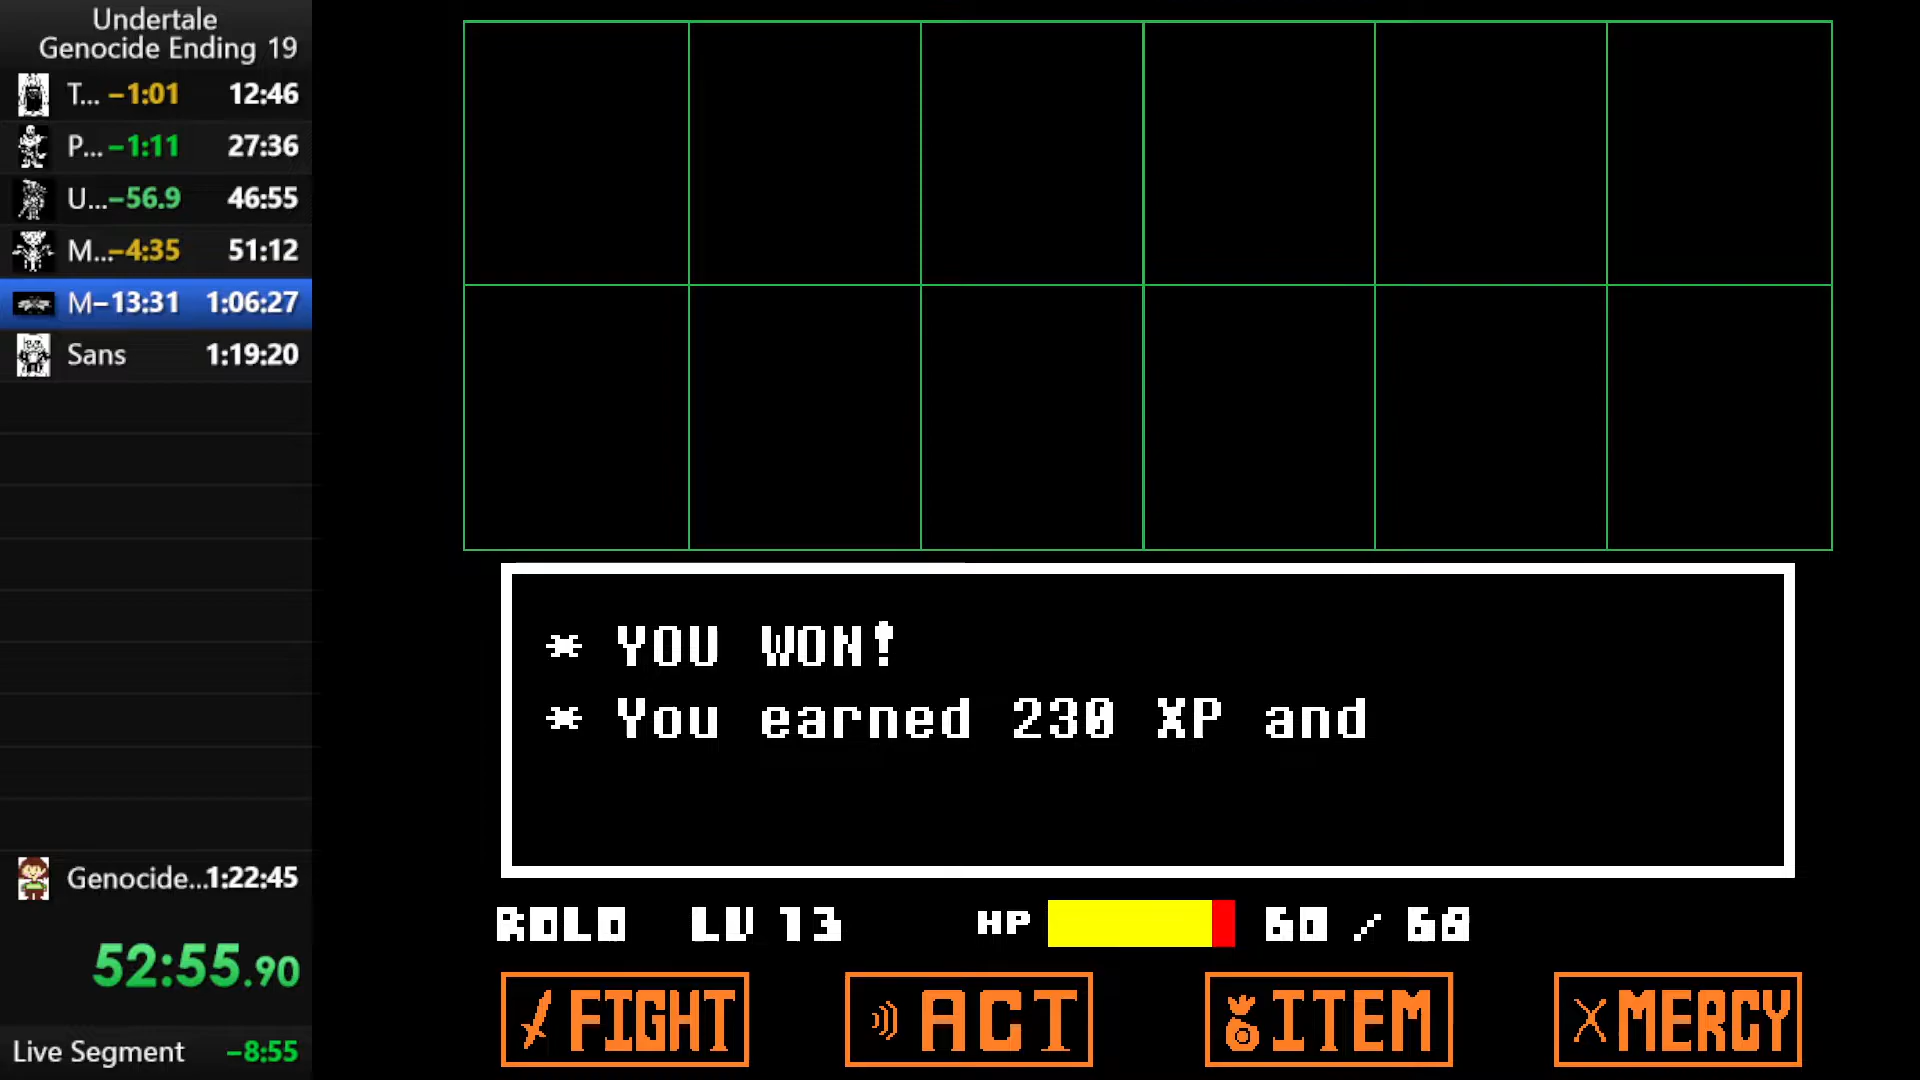 Undertale
Genocide Ending 19
T... −1:01 12:46
P... −1:11 27:36
U...−56.9 46:55
M...−4:35 51:12
M−13:31 1:06:27
Sans 1:19:20
Genocide...1:22:45
52:55.90
Live Segment −8:55
* YOU WON!
* You earned 230 XP and
ROLO LV 13 HP 60 / 68
FIGHT ACT ITEM MERCY